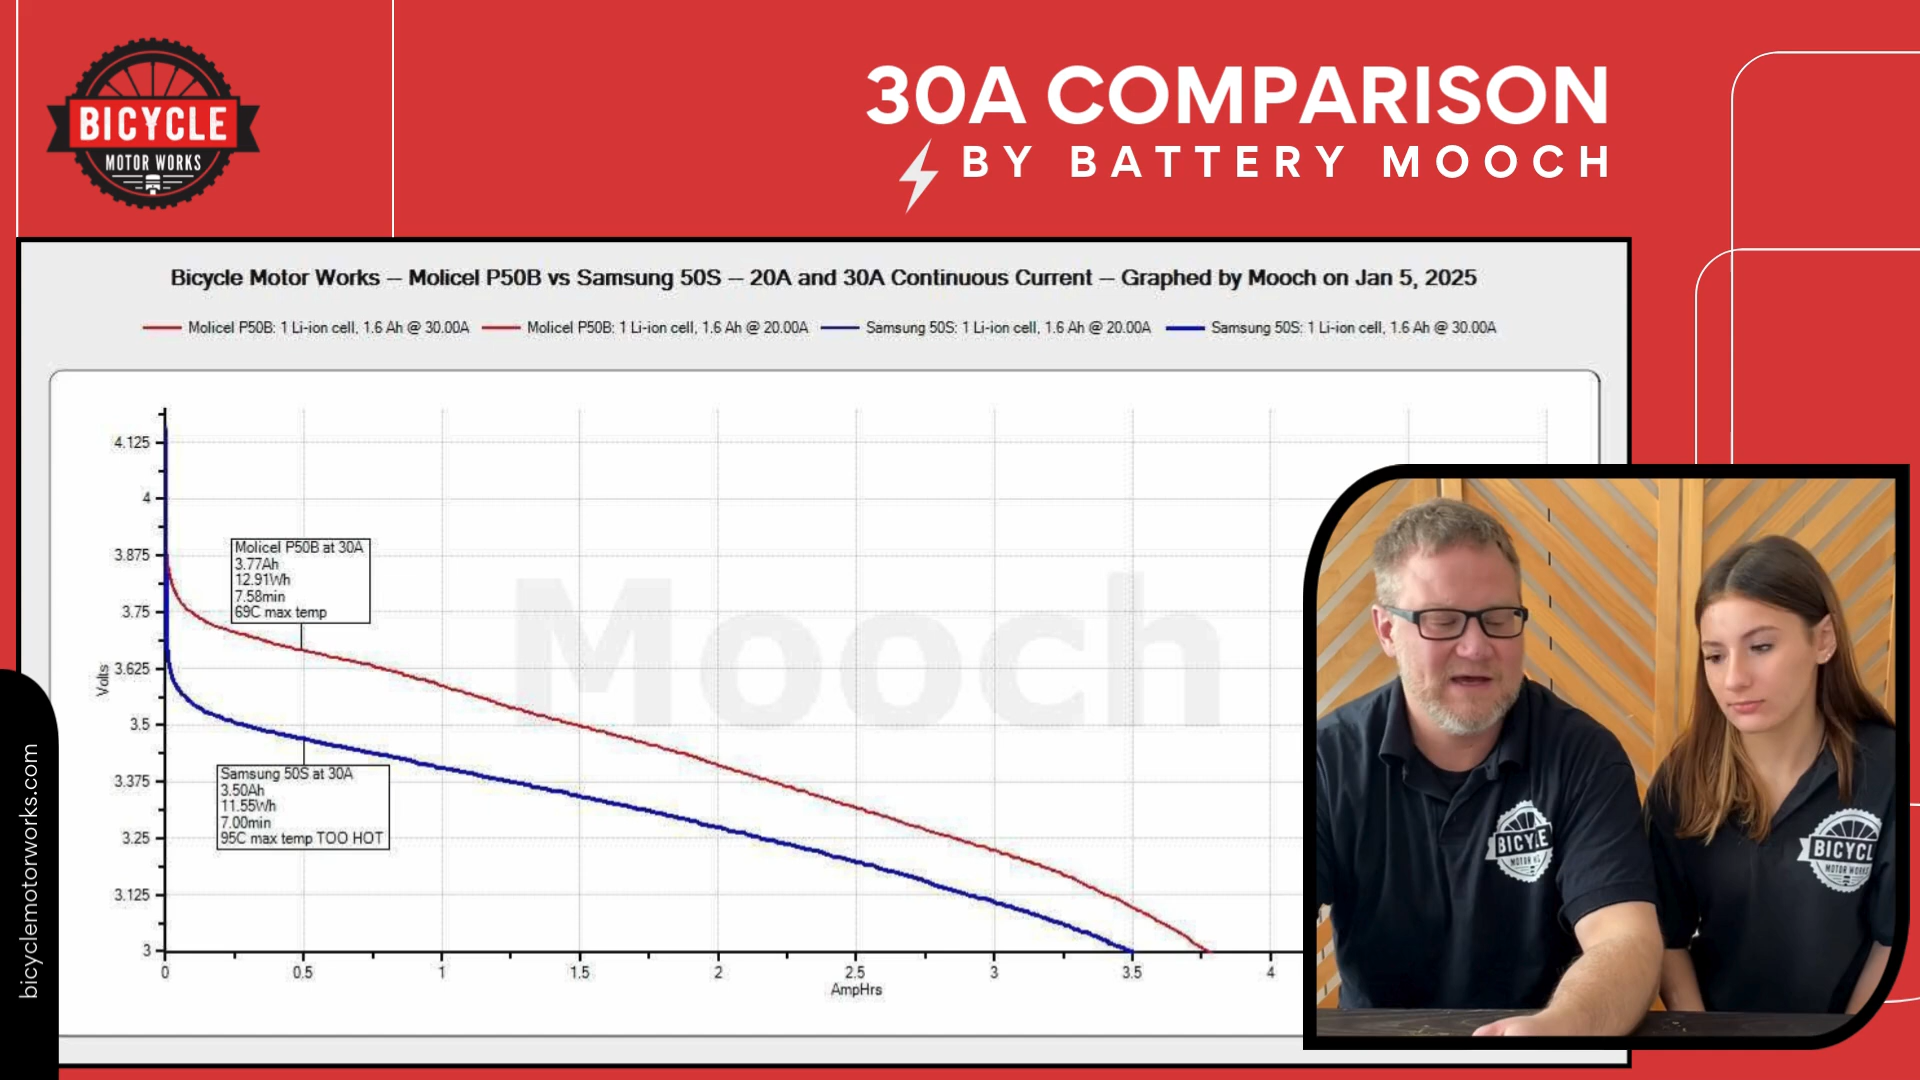 BICYCLE
MOTOR WORKS
30A COMPARISON
BY BATTERY MOOCH
Bicycle Motor Works – Molicel P50B vs Samsung 50S – 20A and 30A Continuous Current – Graphed by Mooch on Jan 5, 2025
Molicel P50B: 1 Li-ion cell, 1.6 Ah @ 30.00A
Molicel P50B: 1 Li-ion cell, 1.6 Ah @ 20.00A
Samsung 50S: 1 Li-ion cell, 1.6 Ah @ 20.00A
Samsung 50S: 1 Li-ion cell, 1.6 Ah @ 30.00A
4.125
4
3.875
3.75
3.625
3.5
3.375
3.25
3.125
3
Volts
Molicel P50B at 30A
3.77Ah
12.91Wh
7.58min
69C max temp
Mooch
Samsung 50S at 30A
3.50Ah
11.55Wh
7.00min
95C max temp TOO HOT
0
0.5
1
1.5
2
2.5
3
3.5
4
AmpHrs
bicyclemotorworks.com
BICYCLE
BICYCL
MOTOR WORK